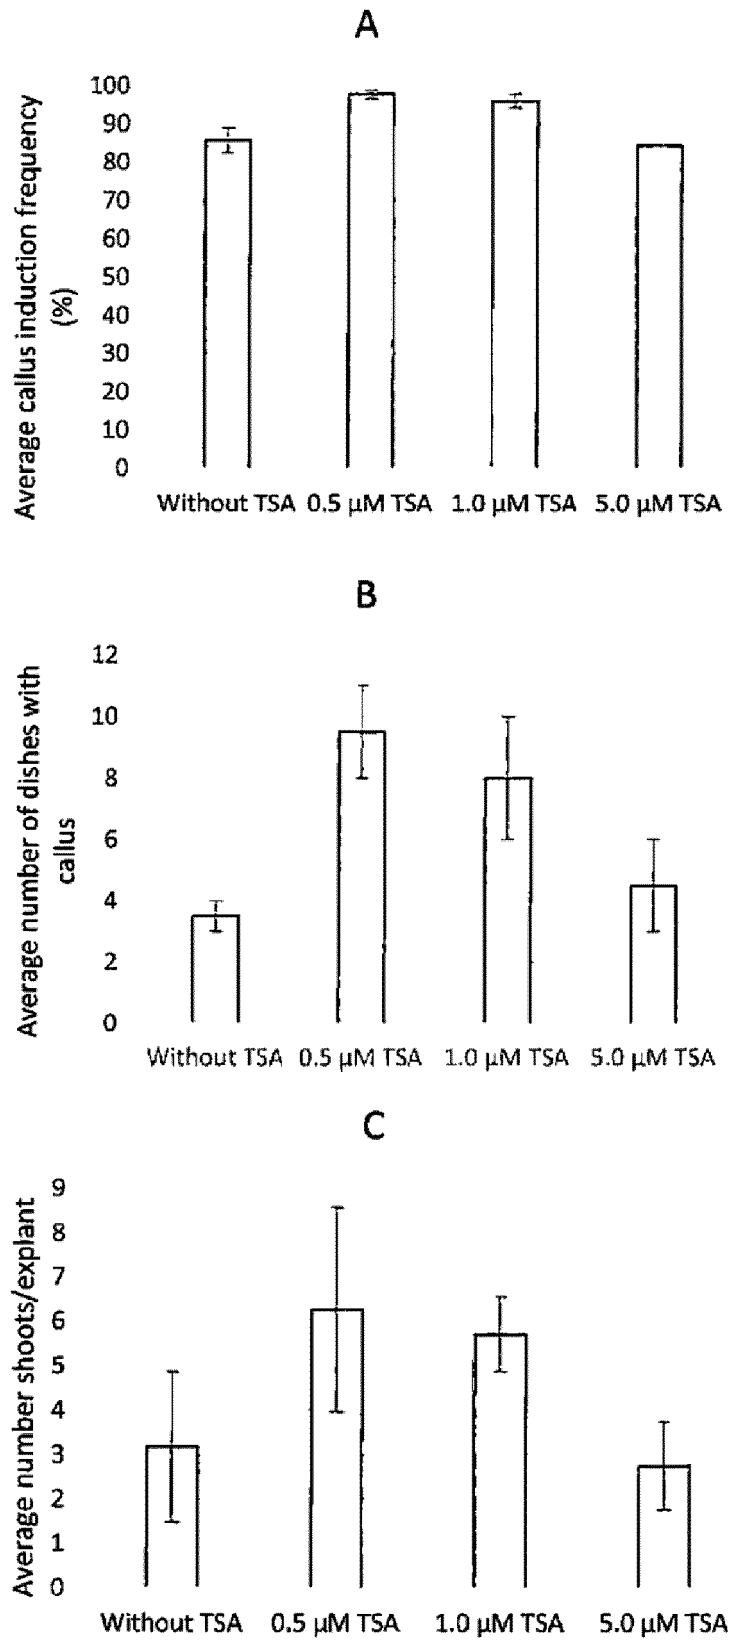 A
Average callus induction frequency
(%)
100
90
80
70
60
50
40
30
20
10
0
Without TSA 0.5 µM TSA 1.0 µM TSA 5.0 µM TSA
B
Average number of dishes with
callus
12
10
8
6
4
2
0
Without TSA 0.5 µM TSA 1.0 µM TSA 5.0 µM TSA
C
Average number shoots/explant
9
8
7
6
5
4
3
2
1
0
Without TSA 0.5 µM TSA 1.0 µM TSA 5.0 µM TSA